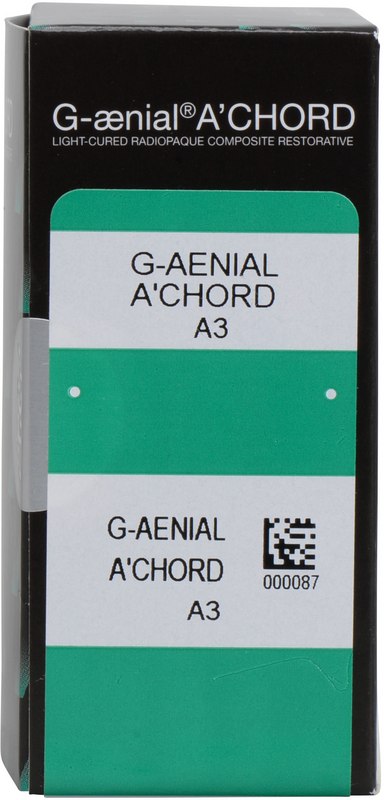 G-ænial® A'CHORD
LIGHT-CURED RADIOPAQUE COMPOSITE RESTORATIVE
G-AENIAL
A'CHORD
A3
G-AENIAL
A'CHORD
000087
A3